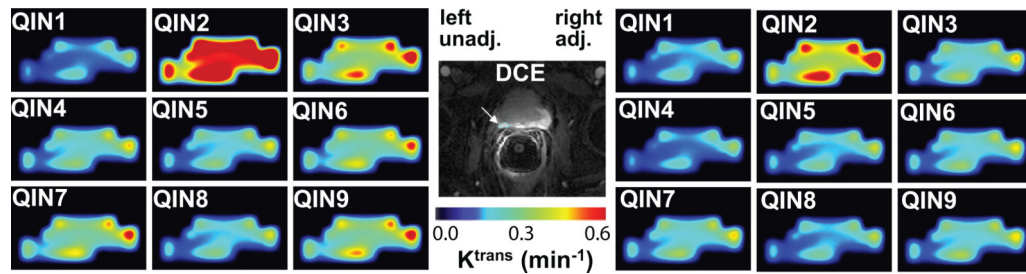 QIN1 QIN2 QIN3
QIN4 QIN5 QIN6
QIN7 QIN8 QIN9
left right
unadj. adj.
DCE
0.0 0.3 0.6
K^trans (min⁻¹)
QIN1 QIN2 QIN3
QIN4 QIN5 QIN6
QIN7 QIN8 QIN9